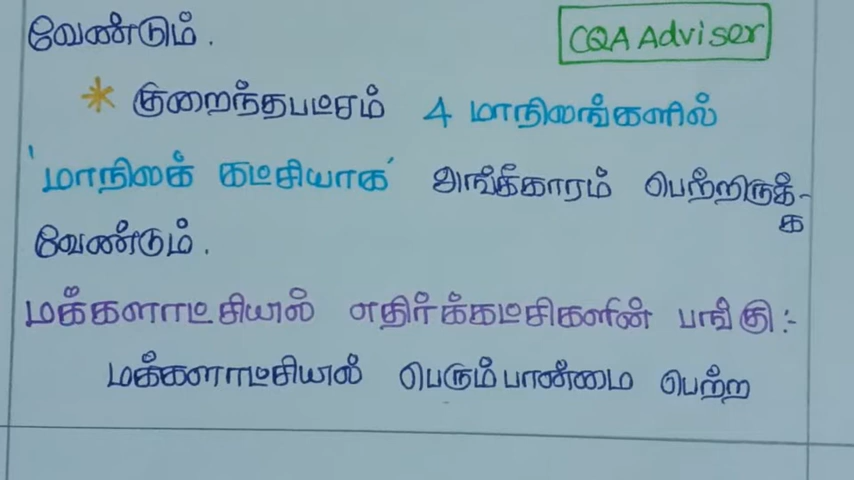 வேண்டும்.
CQA Adviser
* குறைந்தபட்சம் 4 மாநிலங்களில்
'மாநிலக் கட்சியாக' அங்கீகாரம் பெற்றிருக்-
க
வேண்டும்.
மக்களாட்சியில் எதிர்க்கட்சிகளின் பங்கு :-
மக்களாட்சியில் பெரும்பான்மை பெற்ற